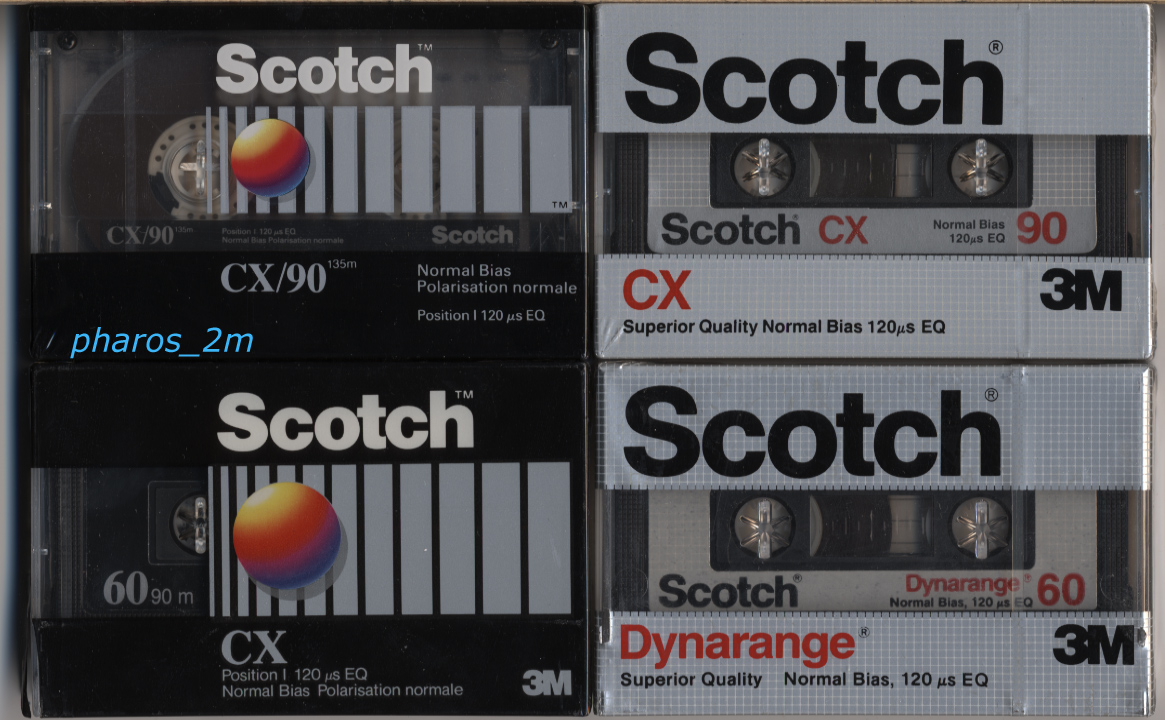 Scotch™
™
CX/90 135m
Position I 120 µs EQ
Normal Bias Polarisation normale
Scotch
CX/90 135m
Normal Bias
Polarisation normale
Position I 120 µs EQ
pharos_2m
Scotch®
Scotch® CX
Normal Bias
120µs EQ
90
CX
3M
Superior Quality Normal Bias 120µs EQ
Scotch™
60 90 m
CX
Position I 120 µs EQ
Normal Bias Polarisation normale
3M
Scotch®
Scotch®
Dynarange® 60
Normal Bias, 120 µs EQ
Dynarange®
3M
Superior Quality Normal Bias, 120 µs EQ